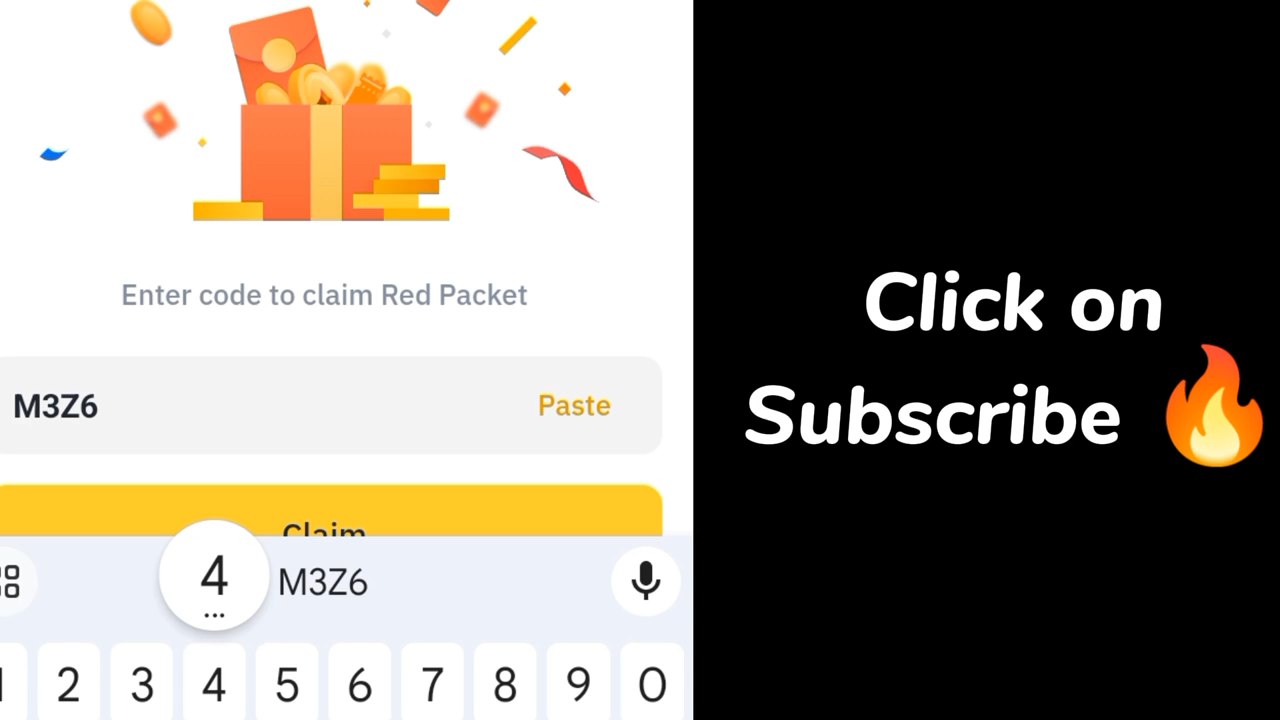 Enter code to claim Red Packet
M3Z6
Paste
Claim
4
...
M3Z6
1 2 3 4 5 6 7 8 9 0
Click on
Subscribe 🔥